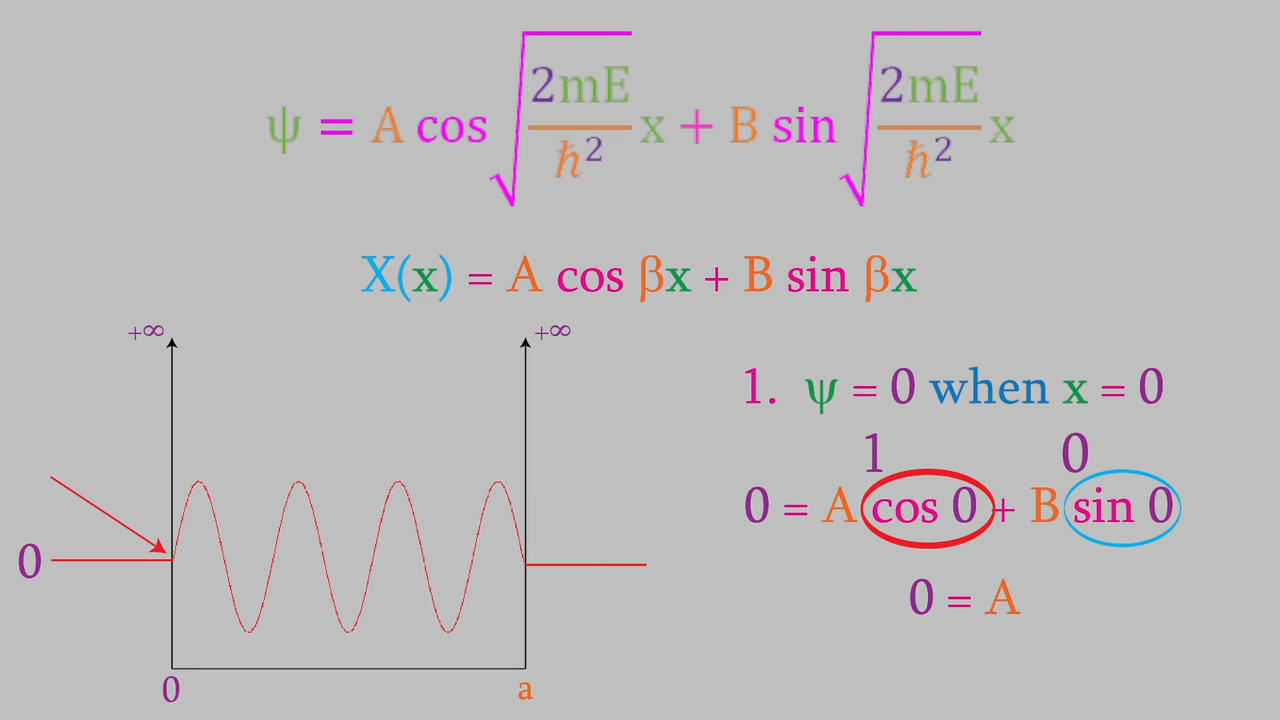 ψ = A cos √(2mE/ħ²) x + B sin √(2mE/ħ²) x
X(x) = A cos βx + B sin βx
+∞ +∞
1. ψ = 0 when x = 0
1 0
0 = A cos 0 + B sin 0
0
0 = A
0 a